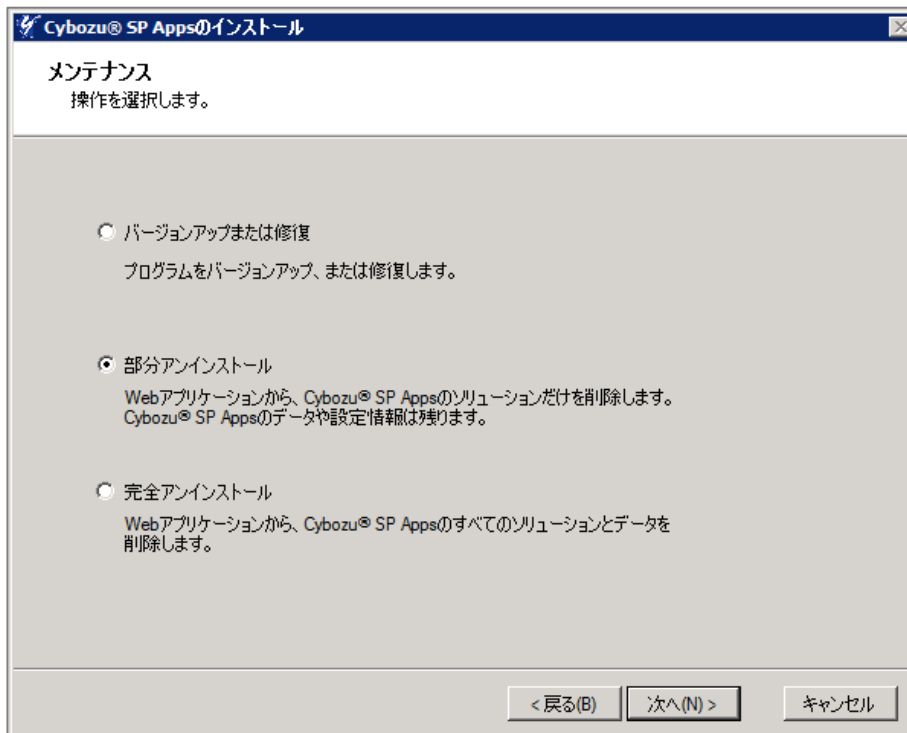 Cybozu® SP Appsのインストール
メンテナンス
操作を選択します。
バージョンアップまたは修復
プログラムをバージョンアップ、または修復します。
部分アンインストール
Webアプリケーションから、Cybozu® SP Appsのソリューションだけを削除します。
Cybozu® SP Appsのデータや設定情報は残ります。
完全アンインストール
Webアプリケーションから、Cybozu® SP Appsのすべてのソリューションとデータを
削除します。
< 戻る(B) 次へ(N) > キャンセル